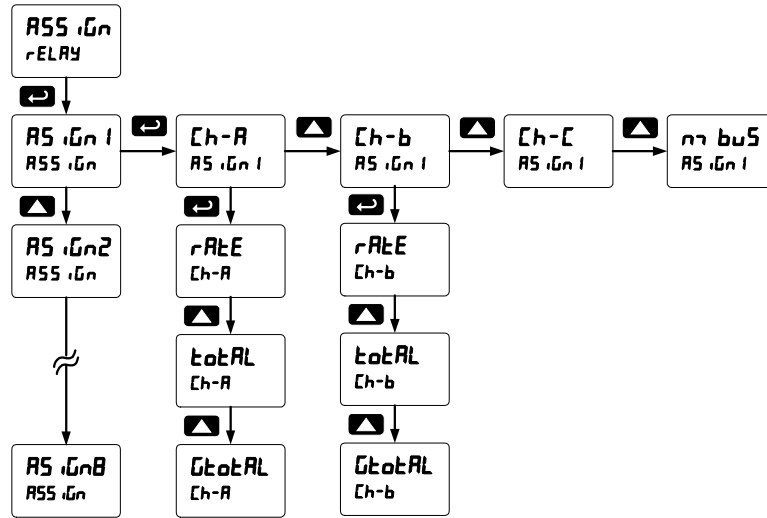 ASSiGn
rELAY
ASiGn1
ASSiGn
Ch-A
ASiGn1
Ch-b
ASiGn1
Ch-C
ASiGn1
m buS
ASiGn1
ASiGn2
ASSiGn
rAtE
Ch-A
rAtE
Ch-b
totAL
Ch-A
totAL
Ch-b
ASiGn8
ASSiGn
GtotAL
Ch-A
GtotAL
Ch-b